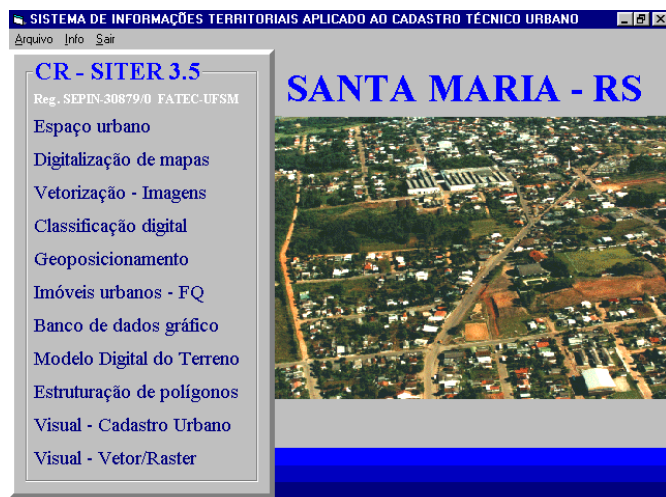 SISTEMA DE INFORMAÇÕES TERRITORIAIS APLICADO AO CADASTRO TÉCNICO URBANO
Arquivo Info Sair
CR - SITER 3.5
Reg. SEPIN-30879/0 FATEC-UFSM
Espaço urbano
Digitalização de mapas
Vetorização - Imagens
Classificação digital
Geoposicionamento
Imóveis urbanos - FQ
Banco de dados gráfico
Modelo Digital do Terreno
Estruturação de polígonos
Visual - Cadastro Urbano
Visual - Vetor/Raster
SANTA MARIA - RS